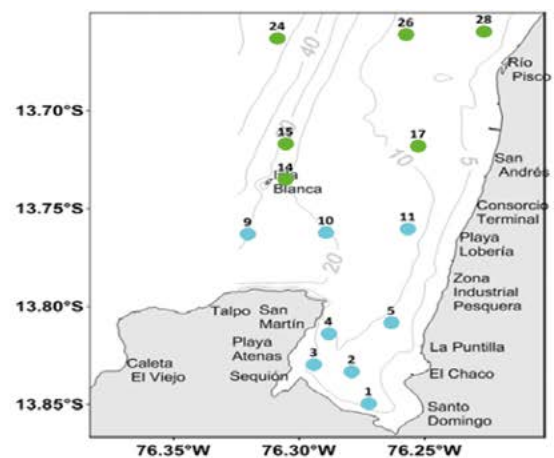 24
26
28
40
Río
Pisco
13.70°S
15
17
10
5
San
Andrés
14
Isla
Blanca
13.75°S
9
10
11
Consorcio
Terminal
Playa
Lobería
20
Zona
Industrial
Pesquera
13.80°S
Talpo
San
Martín
4
5
Playa
Atenas
La Puntilla
3
2
Caleta
El Viejo
Sequión
El Chaco
1
13.85°S
Santo
Domingo
76.35°W
76.30°W
76.25°W